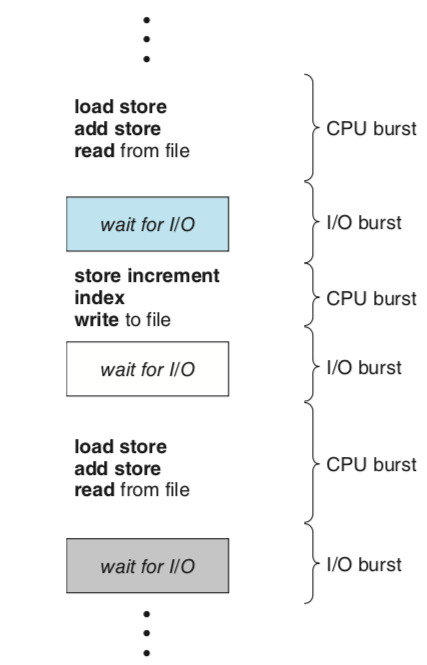 load store
add store
read from file
CPU burst
wait for I/O
I/O burst
store increment
index
write to file
CPU burst
wait for I/O
I/O burst
load store
add store
read from file
CPU burst
wait for I/O
I/O burst